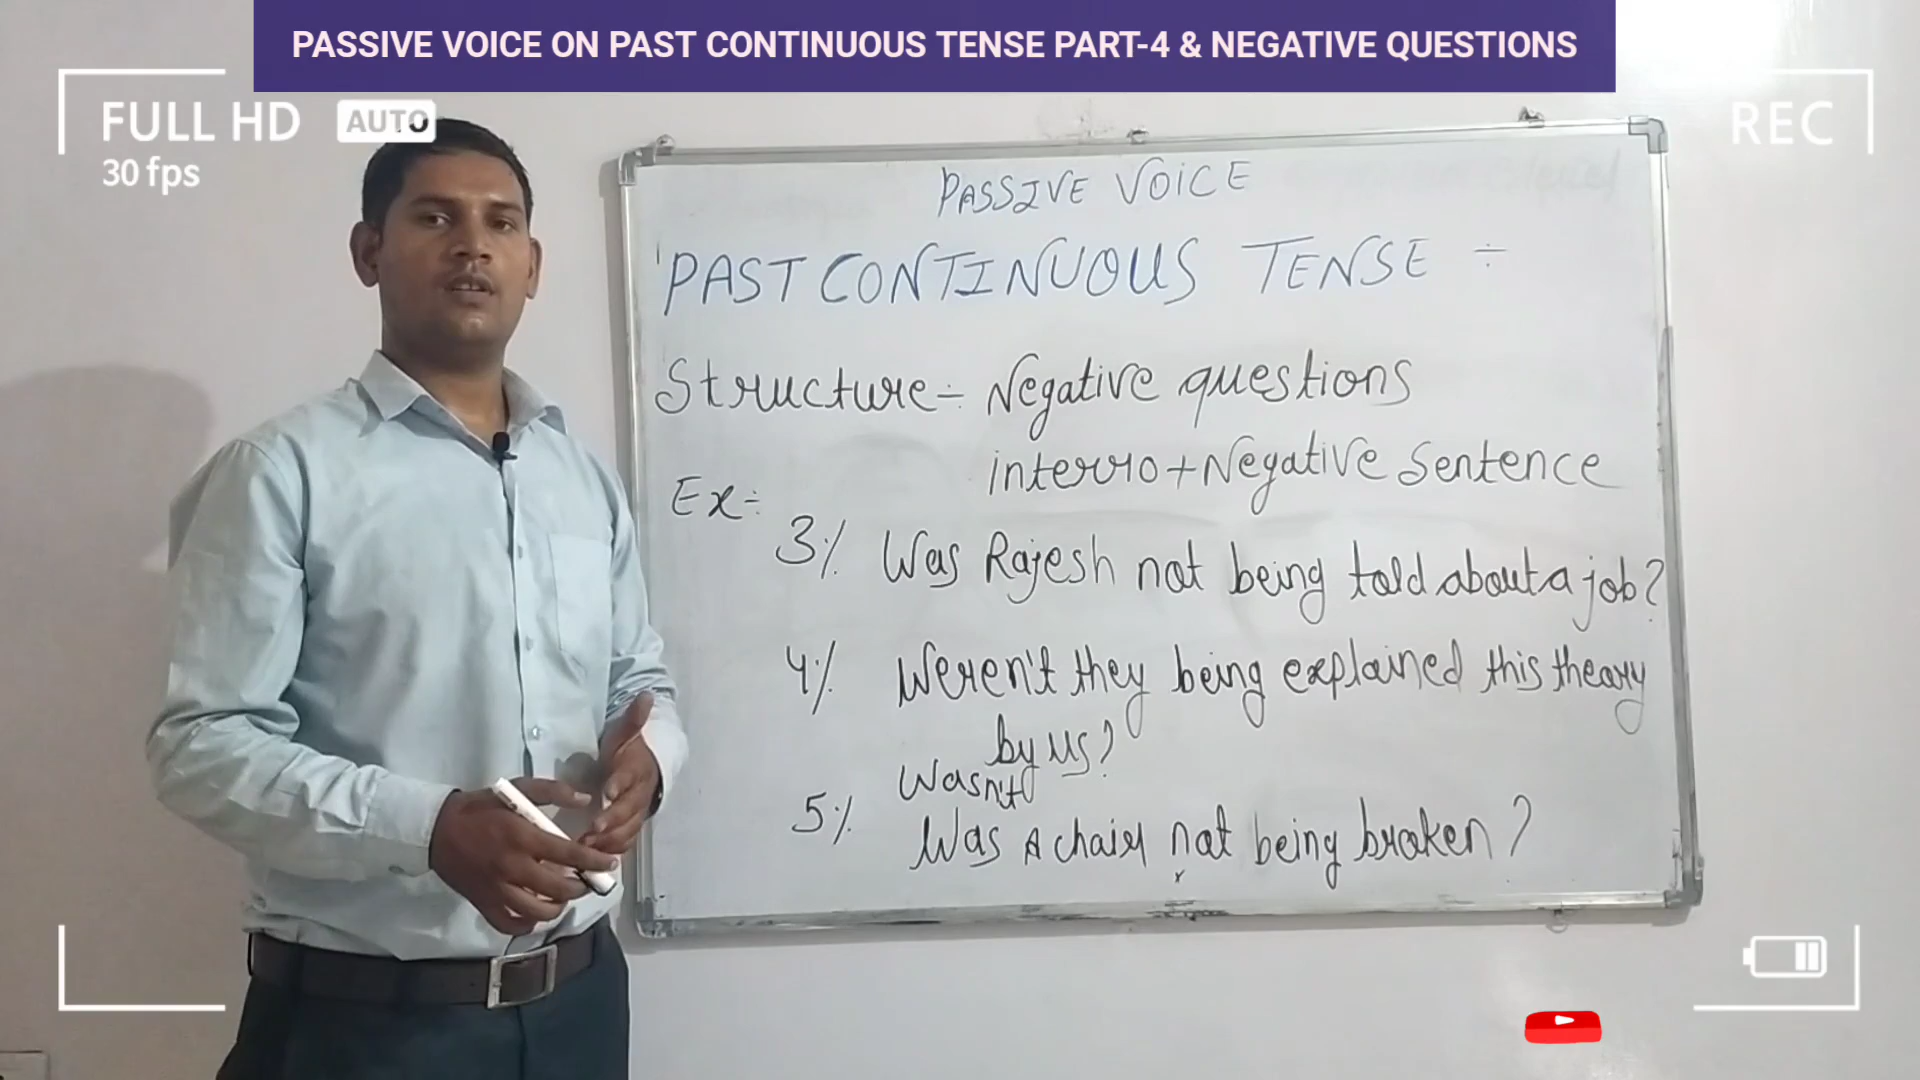 PASSIVE VOICE ON PAST CONTINUOUS TENSE PART-4 & NEGATIVE QUESTIONS
FULL HD AUTO
30 fps
REC
PASSIVE VOICE
PAST CONTINUOUS TENSE ÷
Structure÷ Negative questions
interro+Negative Sentence
Ex÷
3% Was Rajesh not being told about a job?
4% Weren't they being explained this theory
by us?
Wasn't
5% Was A chair not being broken?